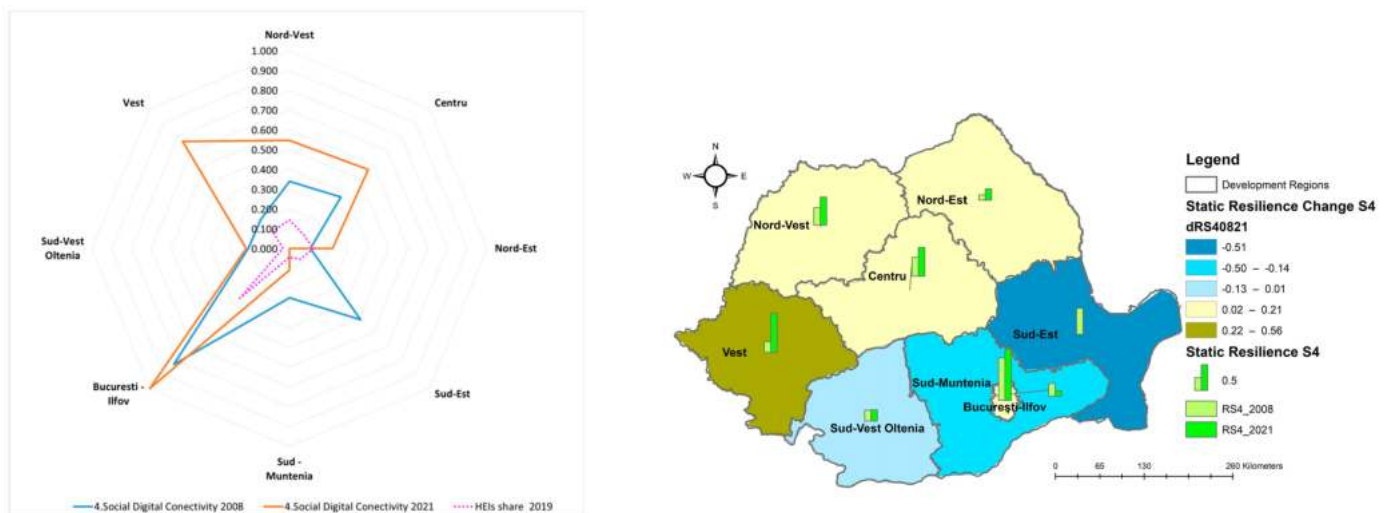 Nord-Vest
1.000
0.900
0.800
0.700
0.600
0.500
0.400
0.300
0.200
0.100
0.000
Centru
Nord-Est
Sud-Est
Sud -
Muntenia
Bucuresti -
Ilfov
Sud-Vest
Oltenia
Vest
4.Social Digital Conectivity 2008
4.Social Digital Conectivity 2021
HEIs share 2019
N
W E
S
Nord-Vest
Nord-Est
Centru
Vest
Sud-Est
Sud-Muntenia
București-Ilfov
Sud-Vest Oltenia
Legend
Development Regions
Static Resilience Change S4
dRS40821
-0.51
-0.50 – -0.14
-0.13 – 0.01
0.02 – 0.21
0.22 – 0.56
Static Resilience S4
0.5
RS4_2008
RS4_2021
0 65 130 260 Kilometers